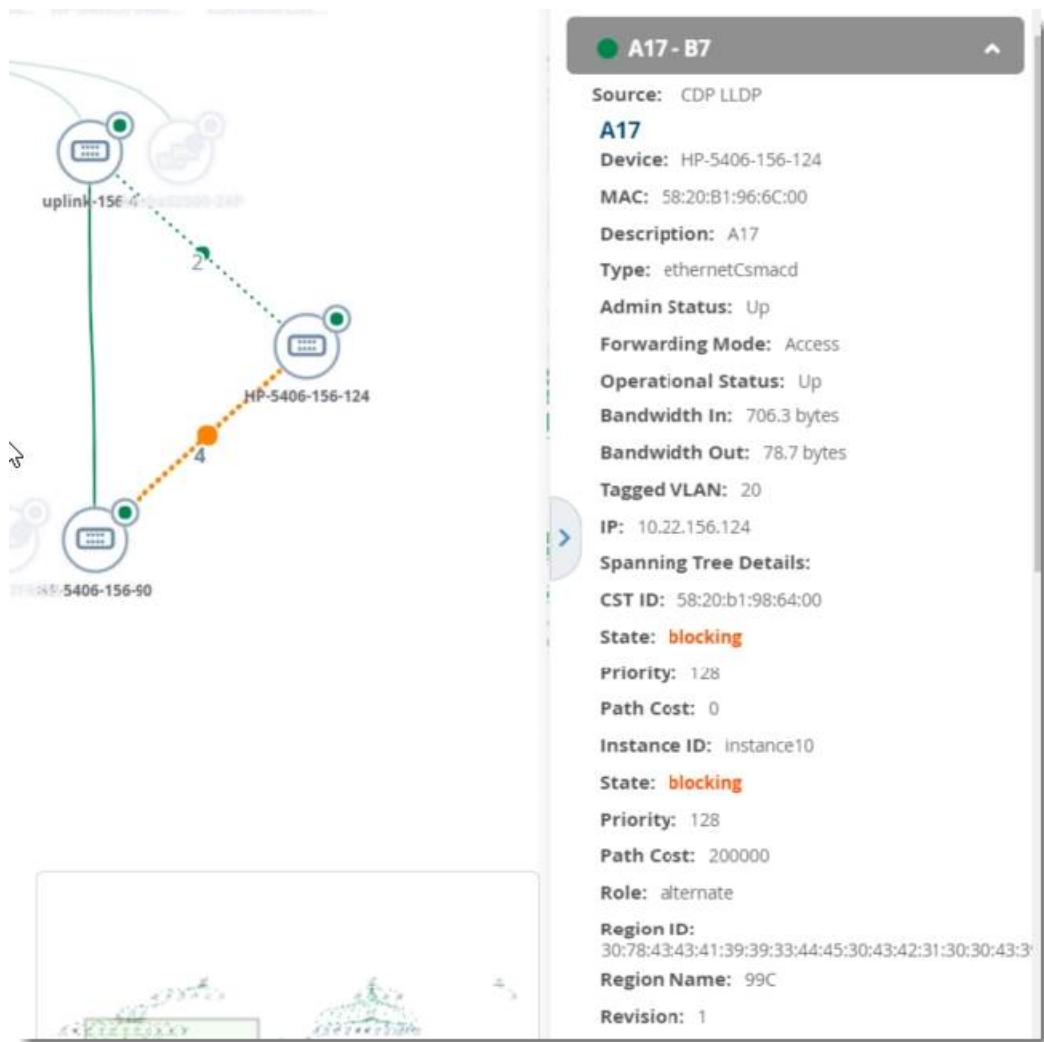 uplink-156-4
2
HP-5406-156-124
4
5406-156-90
A17 - B7
Source: CDP LLDP
A17
Device: HP-5406-156-124
MAC: 58:20:B1:96:6C:00
Description: A17
Type: ethernetCsmacd
Admin Status: Up
Forwarding Mode: Access
Operational Status: Up
Bandwidth In: 706.3 bytes
Bandwidth Out: 78.7 bytes
Tagged VLAN: 20
IP: 10.22.156.124
Spanning Tree Details:
CST ID: 58:20:b1:98:64:00
State: blocking
Priority: 128
Path Cost: 0
Instance ID: instance10
State: blocking
Priority: 128
Path Cost: 200000
Role: alternate
Region ID:
30:78:43:43:41:39:39:33:44:45:30:43:42:31:30:30:43:3
Region Name: 99C
Revision: 1